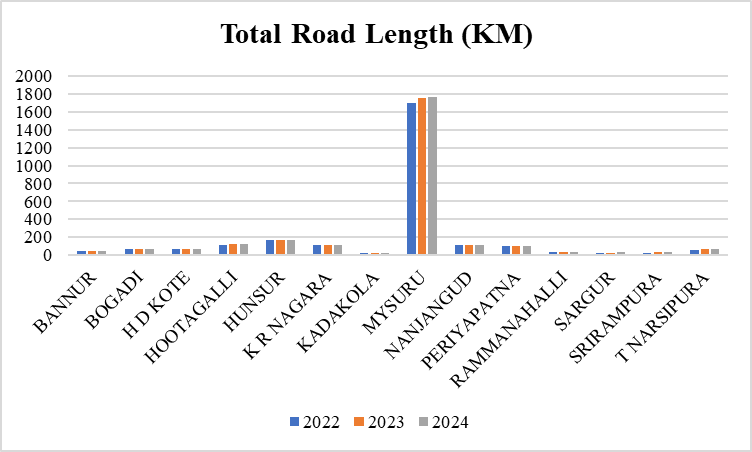 Total Road Length (KM)
2000
1800
1600
1400
1200
1000
800
600
400
200
0
BANNUR
BOGADI
H D KOTE
HOOTAGALLI
HUNSUR
K R NAGARA
KADAKOLA
MYSURU
NANJANGUD
PERIYAPATNA
RAMMANAHALLI
SARGUR
SRIRAMPURA
T NARSIPURA
2022 2023 2024